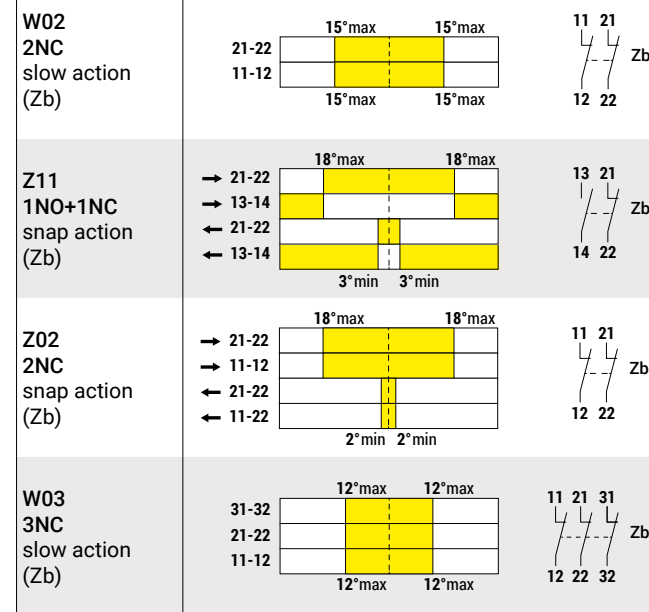 W02
2NC
slow action
(Zb)
15°max 15°max
21-22
11-12
15°max 15°max
11 21
Zb
12 22
Z11
1NO+1NC
snap action
(Zb)
18°max 18°max
→ 21-22
→ 13-14
← 21-22
← 13-14
3°min 3°min
13 21
Zb
14 22
Z02
2NC
snap action
(Zb)
18°max 18°max
→ 21-22
→ 11-12
← 21-22
← 11-22
2°min 2°min
11 21
Zb
12 22
W03
3NC
slow action
(Zb)
12°max 12°max
31-32
21-22
11-12
12°max 12°max
11 21 31
Zb
12 22 32